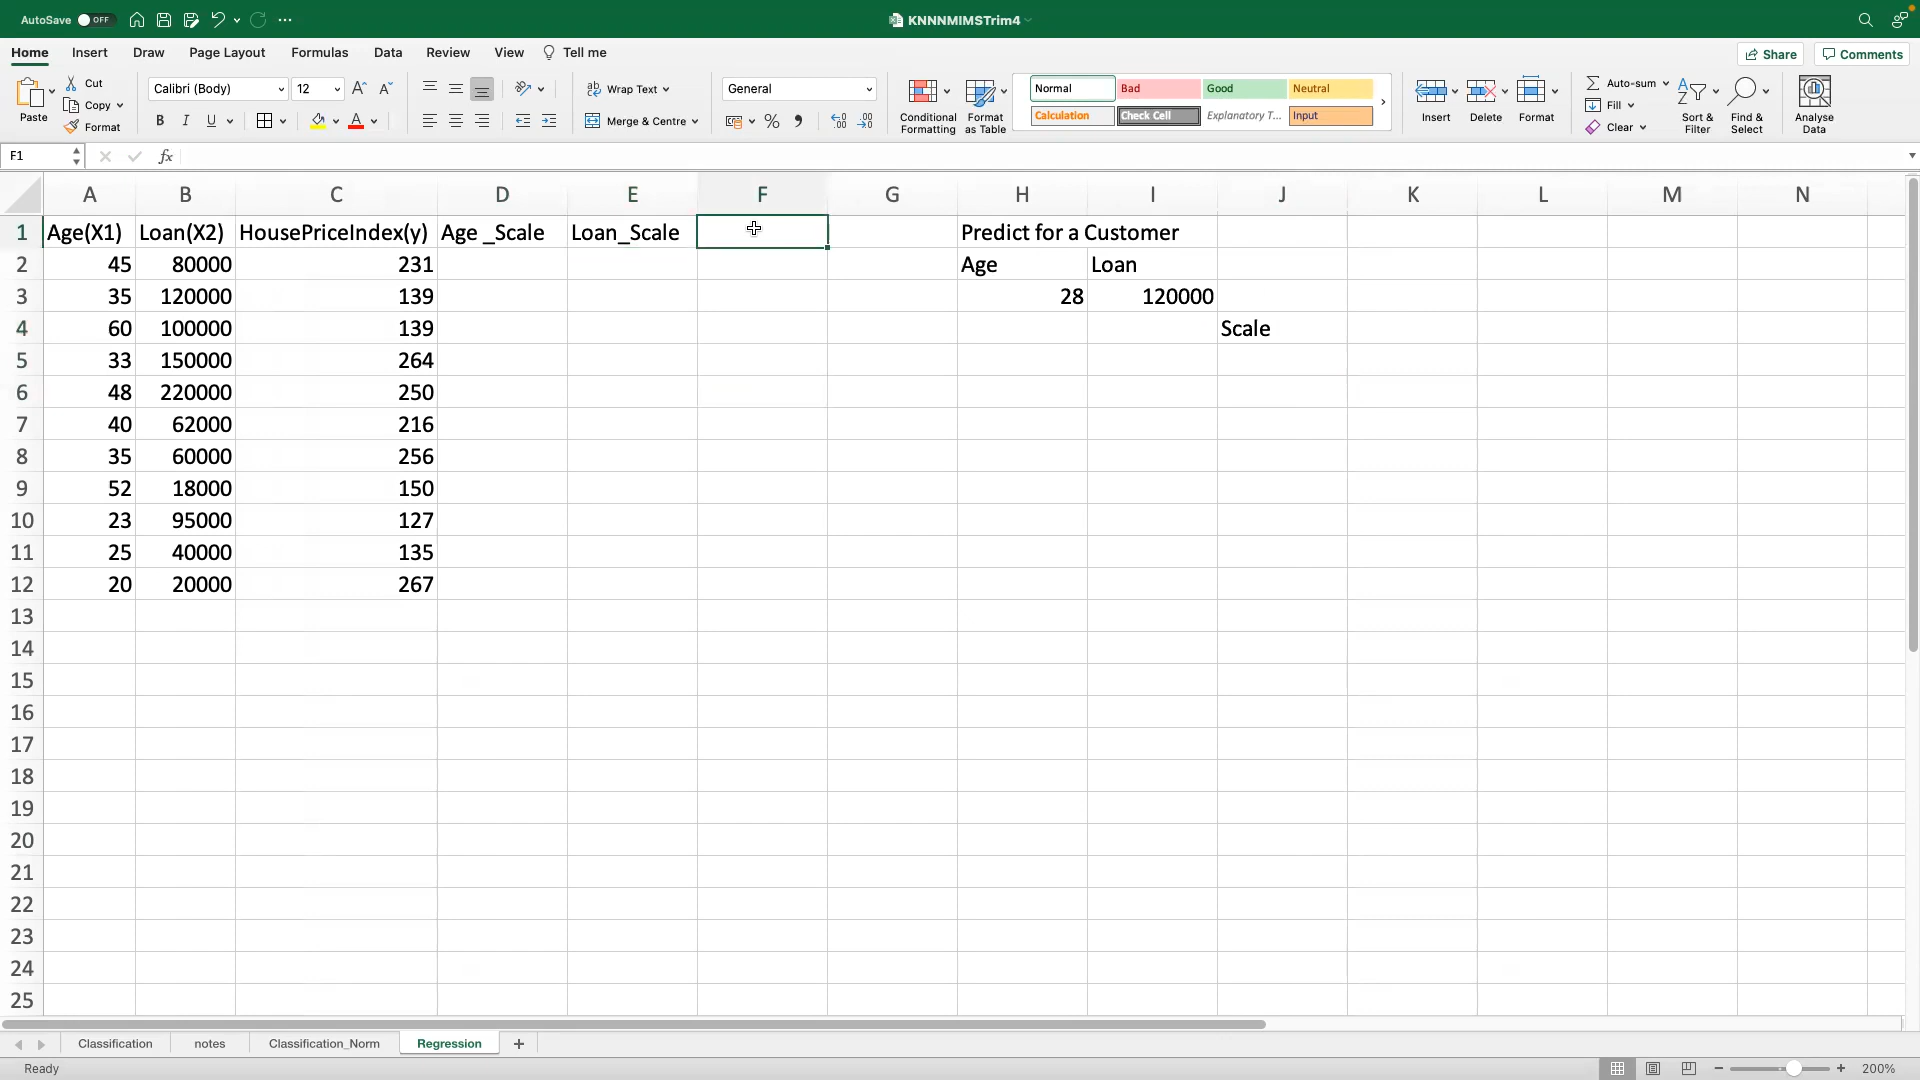 AutoSave OFF ... KNNNMIMSTrim4
Home Insert Draw Page Layout Formulas Data Review View Tell me Share Comments
Paste Cut Copy Format
Calibri (Body) 12 A A
B I U A
Wrap Text
Merge & Centre
General
% 9
Conditional Formatting
Format as Table
Normal Bad Good Neutral
Calculation Check Cell Explanatory T... Input
Insert Delete Format
Auto-sum
Fill
Clear
Sort & Filter
Find & Select
Analyse Data
F1 fx
A B C D E F G H I J K L M N
1 Age(X1) Loan(X2) HousePriceIndex(y) Age _Scale Loan_Scale Predict for a Customer
2 45 80000 231 Age Loan
3 35 120000 139 28 120000
4 60 100000 139 Scale
5 33 150000 264
6 48 220000 250
7 40 62000 216
8 35 60000 256
9 52 18000 150
10 23 95000 127
11 25 40000 135
12 20 20000 267
13
14
15
16
17
18
19
20
21
22
23
24
25
Classification notes Classification_Norm Regression +
Ready − + 200%